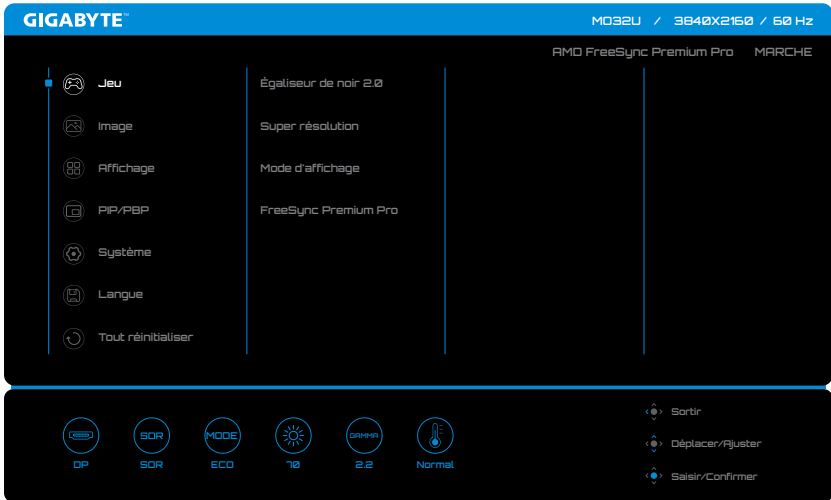 GIGABYTE™
MO32U / 3840X2160 / 60 Hz
AMD FreeSync Premium Pro MARCHE
Jeu
Égaliseur de noir 2.0
Image
Super résolution
Affichage
Mode d'affichage
PIP/PBP
FreeSync Premium Pro
Système
Langue
Tout réinitialiser
SDR
MODE
GAMMA
DP
SDR
ECO
70
2.2
Normal
Sortir
Déplacer/Ajuster
Saisir/Confirmer